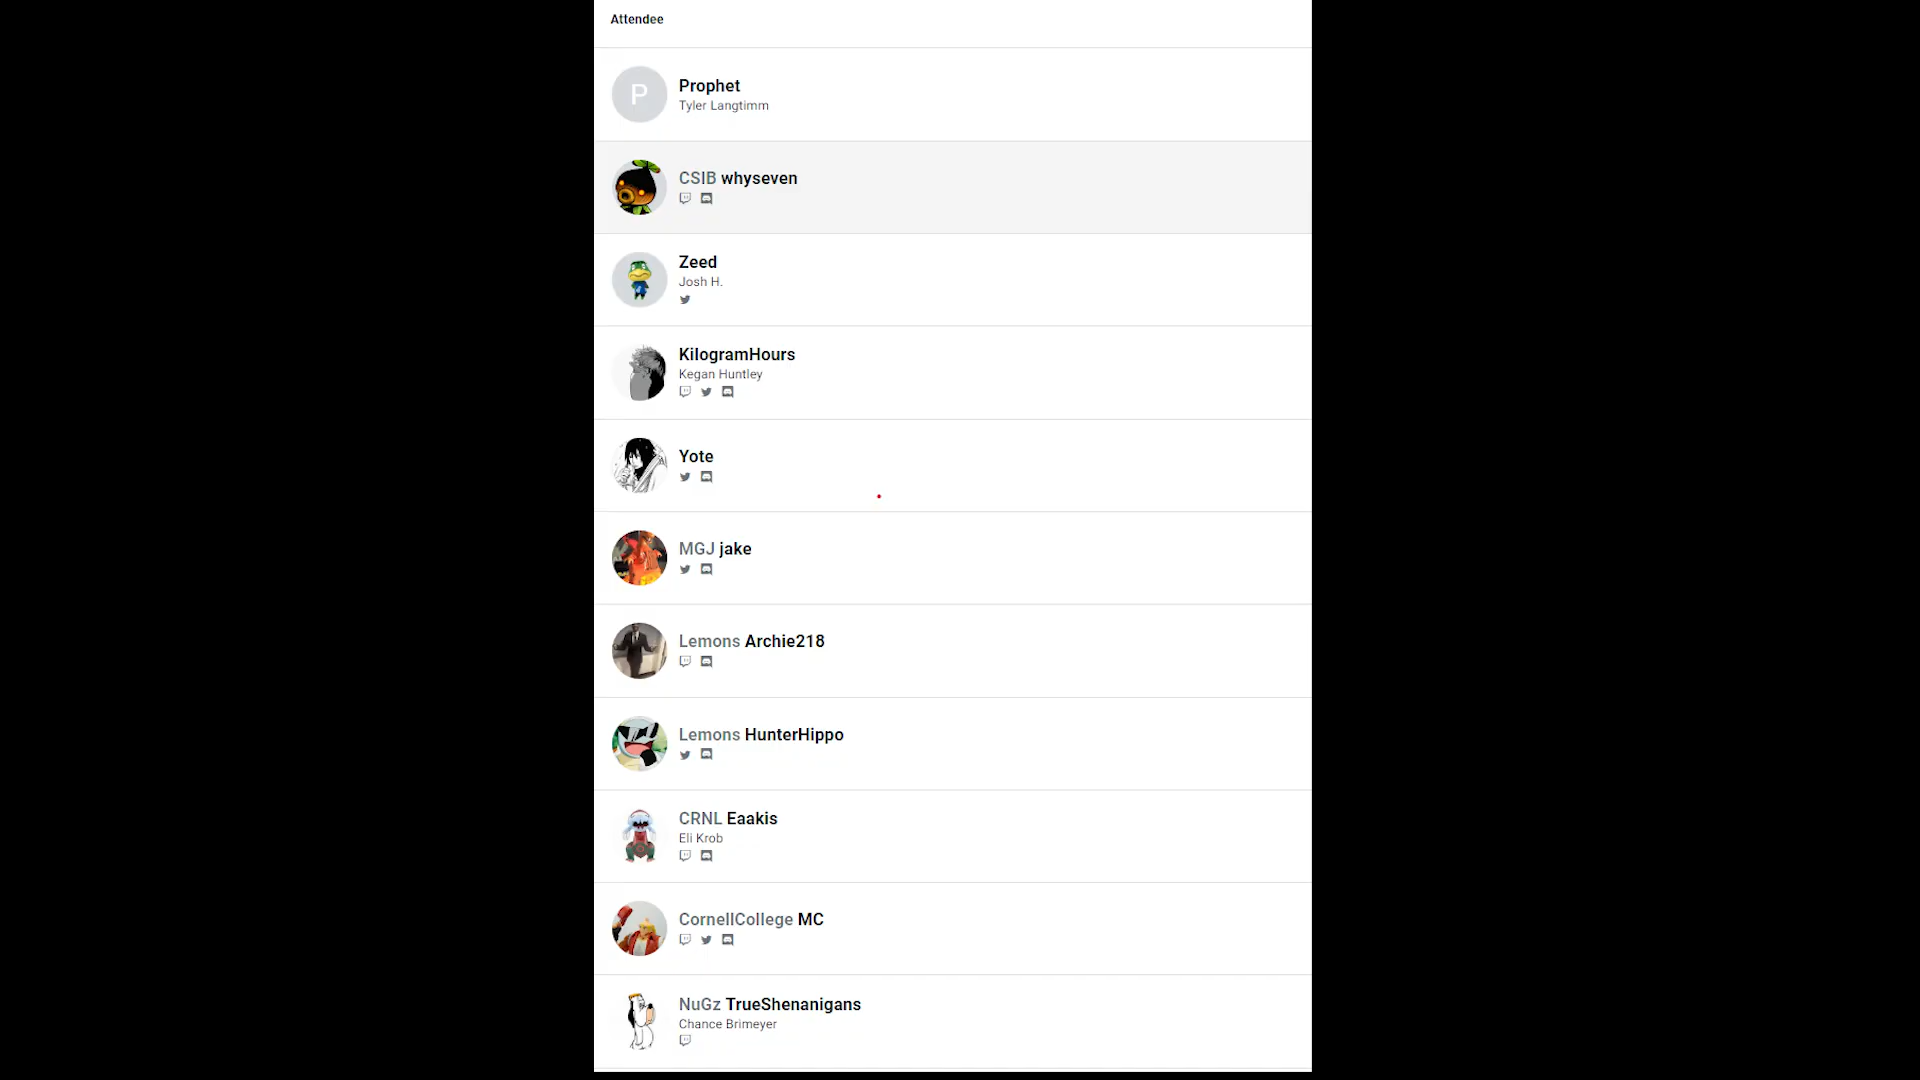 Attendee
P
Prophet
Tyler Langtimm
CSIB whyseven
Zeed
Josh H.
KilogramHours
Kegan Huntley
Yote
MGJ jake
Lemons Archie218
Lemons HunterHippo
CRNL Eaakis
Eli Krob
CornellCollege MC
NuGz TrueShenanigans
Chance Brimeyer